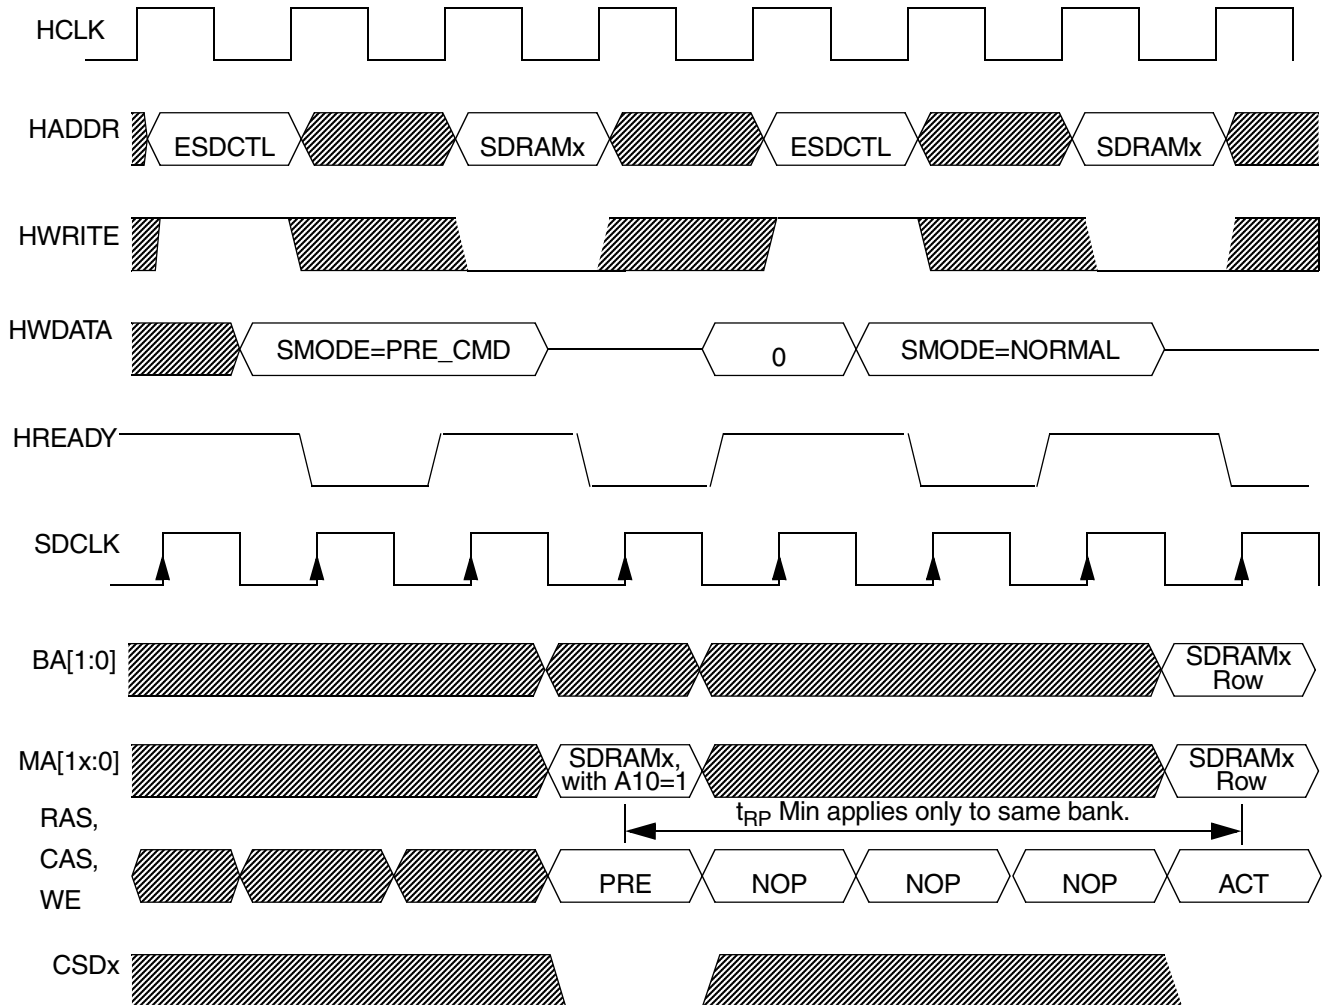 HCLK
HADDR
ESDCTL
SDRAMx
ESDCTL
SDRAMx
HWRITE
HWDATA
SMODE=PRE_CMD
0
SMODE=NORMAL
HREADY
SDCLK
BA[1:0]
SDRAMx
Row
MA[1x:0]
SDRAMx,
with A10=1
SDRAMx
Row
tRP Min applies only to same bank.
RAS,
CAS,
WE
PRE
NOP
NOP
NOP
ACT
CSDx